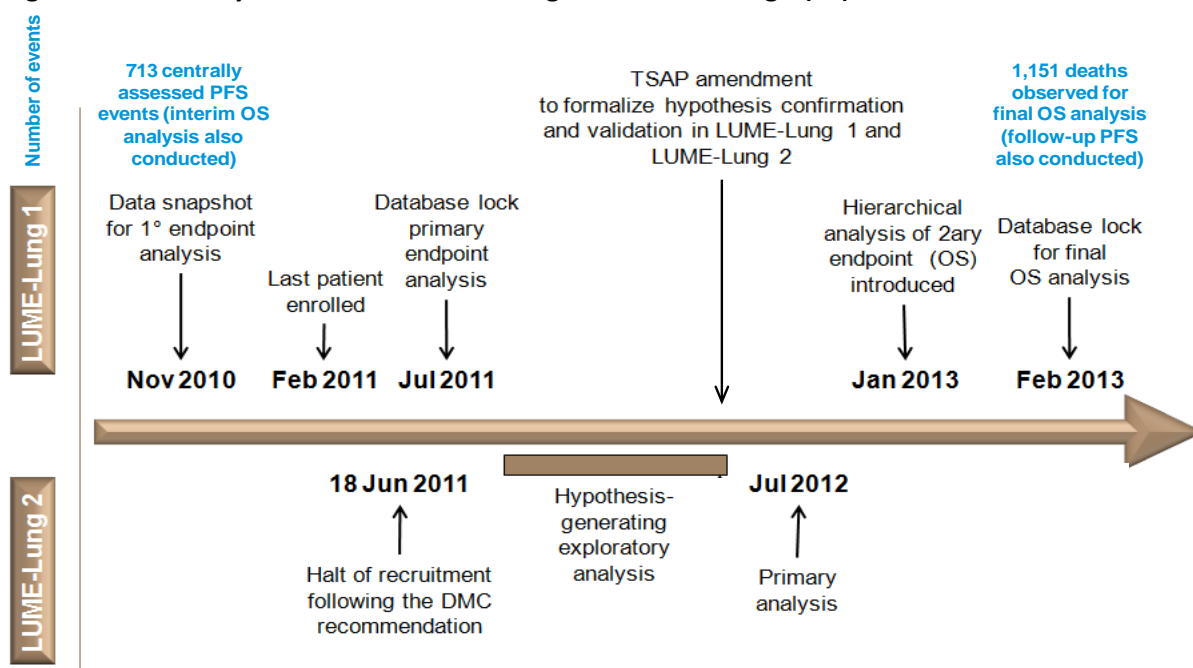 Number of events
713 centrally
assessed PFS
events (interim OS
analysis also
conducted)
TSAP amendment
to formalize hypothesis confirmation
and validation in LUME-Lung 1 and
LUME-Lung 2
1,151 deaths
observed for
final OS analysis
(follow-up PFS
also conducted)
LUME-Lung 1
Data snapshot
for 1° endpoint
analysis
Last patient
enrolled
Database lock
primary
endpoint
analysis
Hierarchical
analysis of 2ary
endpoint (OS)
introduced
Database lock
for final
OS analysis
Nov 2010
Feb 2011
Jul 2011
Jan 2013
Feb 2013
LUME-Lung 2
18 Jun 2011
Halt of recruitment
following the DMC
recommendation
Hypothesis-
generating
exploratory
analysis
Jul 2012
Primary
analysis